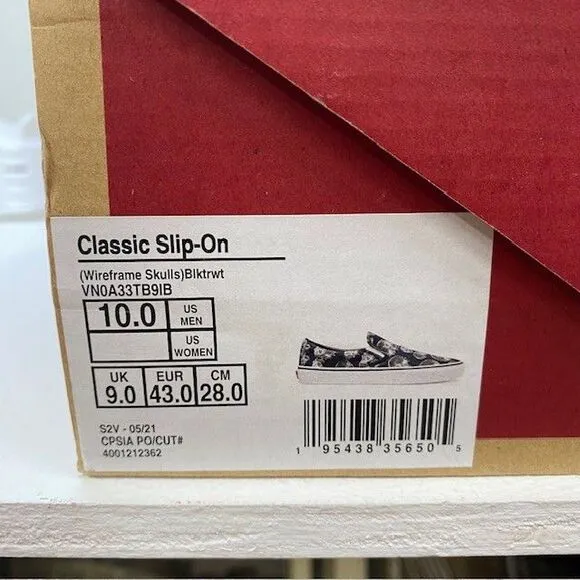 Classic Slip-On
(Wireframe Skulls)Blktrwt
VN0A33TB9IB
10.0 US MEN
US WOMEN
UK 9.0 EUR 43.0 CM 28.0
S2V - 05/21
CPSIA PO/CUT#
4001212362
1 95438 35650 5